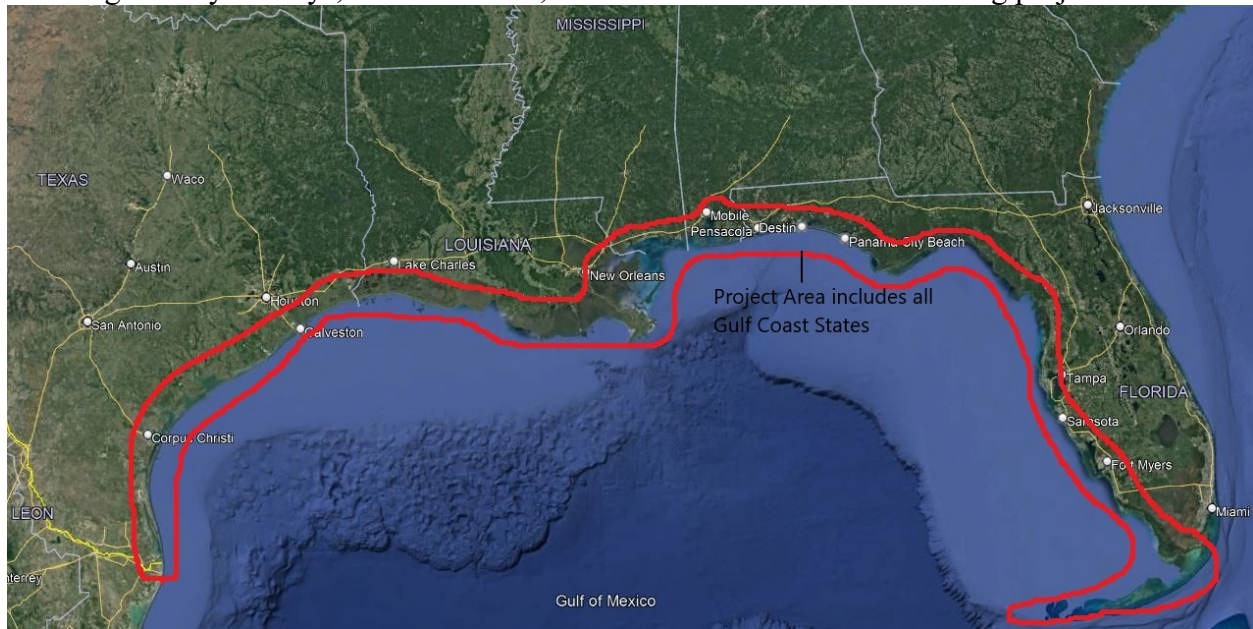 MISSISSIPPI
TEXAS
Waco
Jacksonville
Mobile
LOUISIANA
Pensacola
Destin
Panama City Beach
Austin
Lake Charles
New Orleans
Houston
Project Area includes all
Gulf Coast States
San Antonio
Galveston
Orlando
Tampa
FLORIDA
Sarasota
Corpus Christi
Fort Myers
LEON
Miami
nterrey
Gulf of Mexico